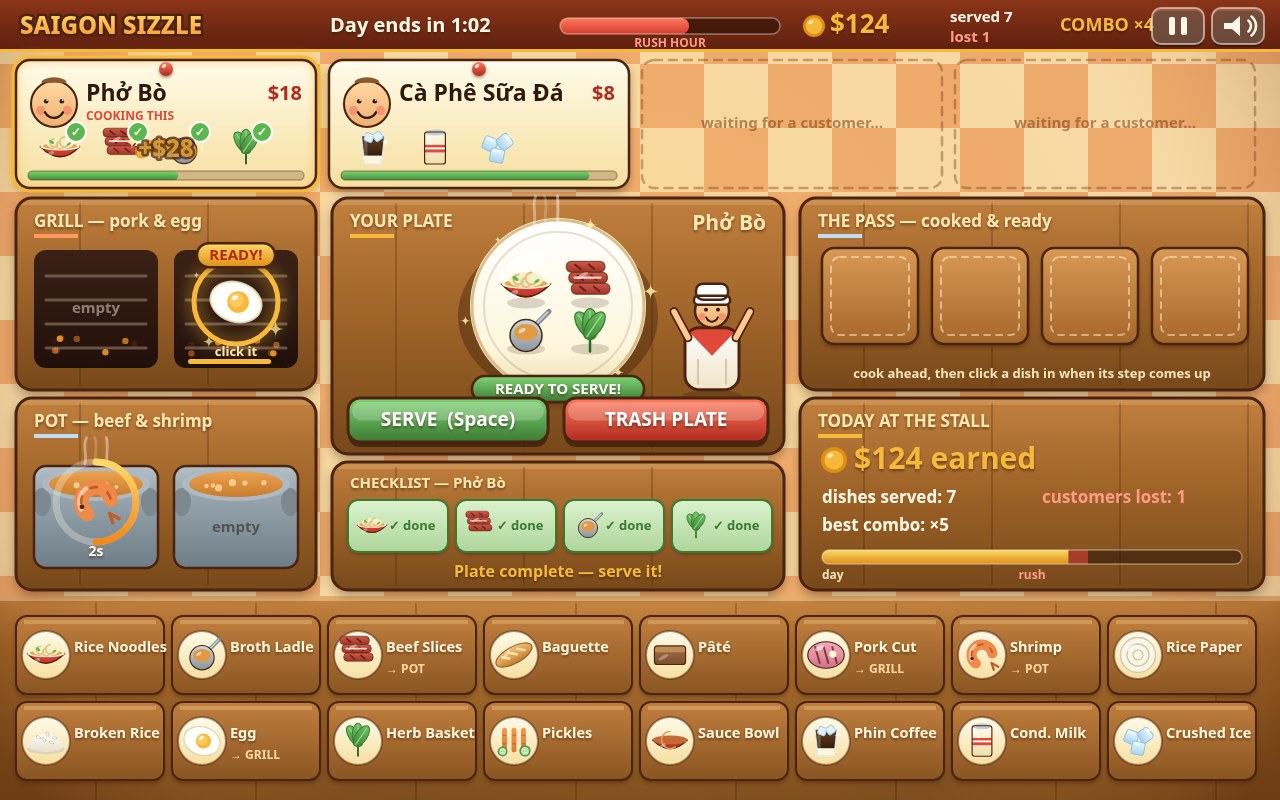 SAIGON SIZZLE
Day ends in 1:02
RUSH HOUR
$124
served 7
lost 1
COMBO ×4
Phở Bò
$18
COOKING THIS
+$28
Cà Phê Sữa Đá
$8
waiting for a customer...
waiting for a customer...
GRILL — pork & egg
empty
READY!
click it
YOUR PLATE
Phở Bò
READY TO SERVE!
SERVE (Space)
TRASH PLATE
THE PASS — cooked & ready
cook ahead, then click a dish in when its step comes up
POT — beef & shrimp
2s
empty
CHECKLIST — Phở Bò
✓ done
✓ done
✓ done
✓ done
Plate complete — serve it!
TODAY AT THE STALL
$124 earned
dishes served: 7
customers lost: 1
best combo: ×5
day
rush
Rice Noodles
Broth Ladle
Beef Slices
→ POT
Baguette
Pâté
Pork Cut
→ GRILL
Shrimp
→ POT
Rice Paper
Broken Rice
Egg
→ GRILL
Herb Basket
Pickles
Sauce Bowl
Phin Coffee
Cond. Milk
Crushed Ice